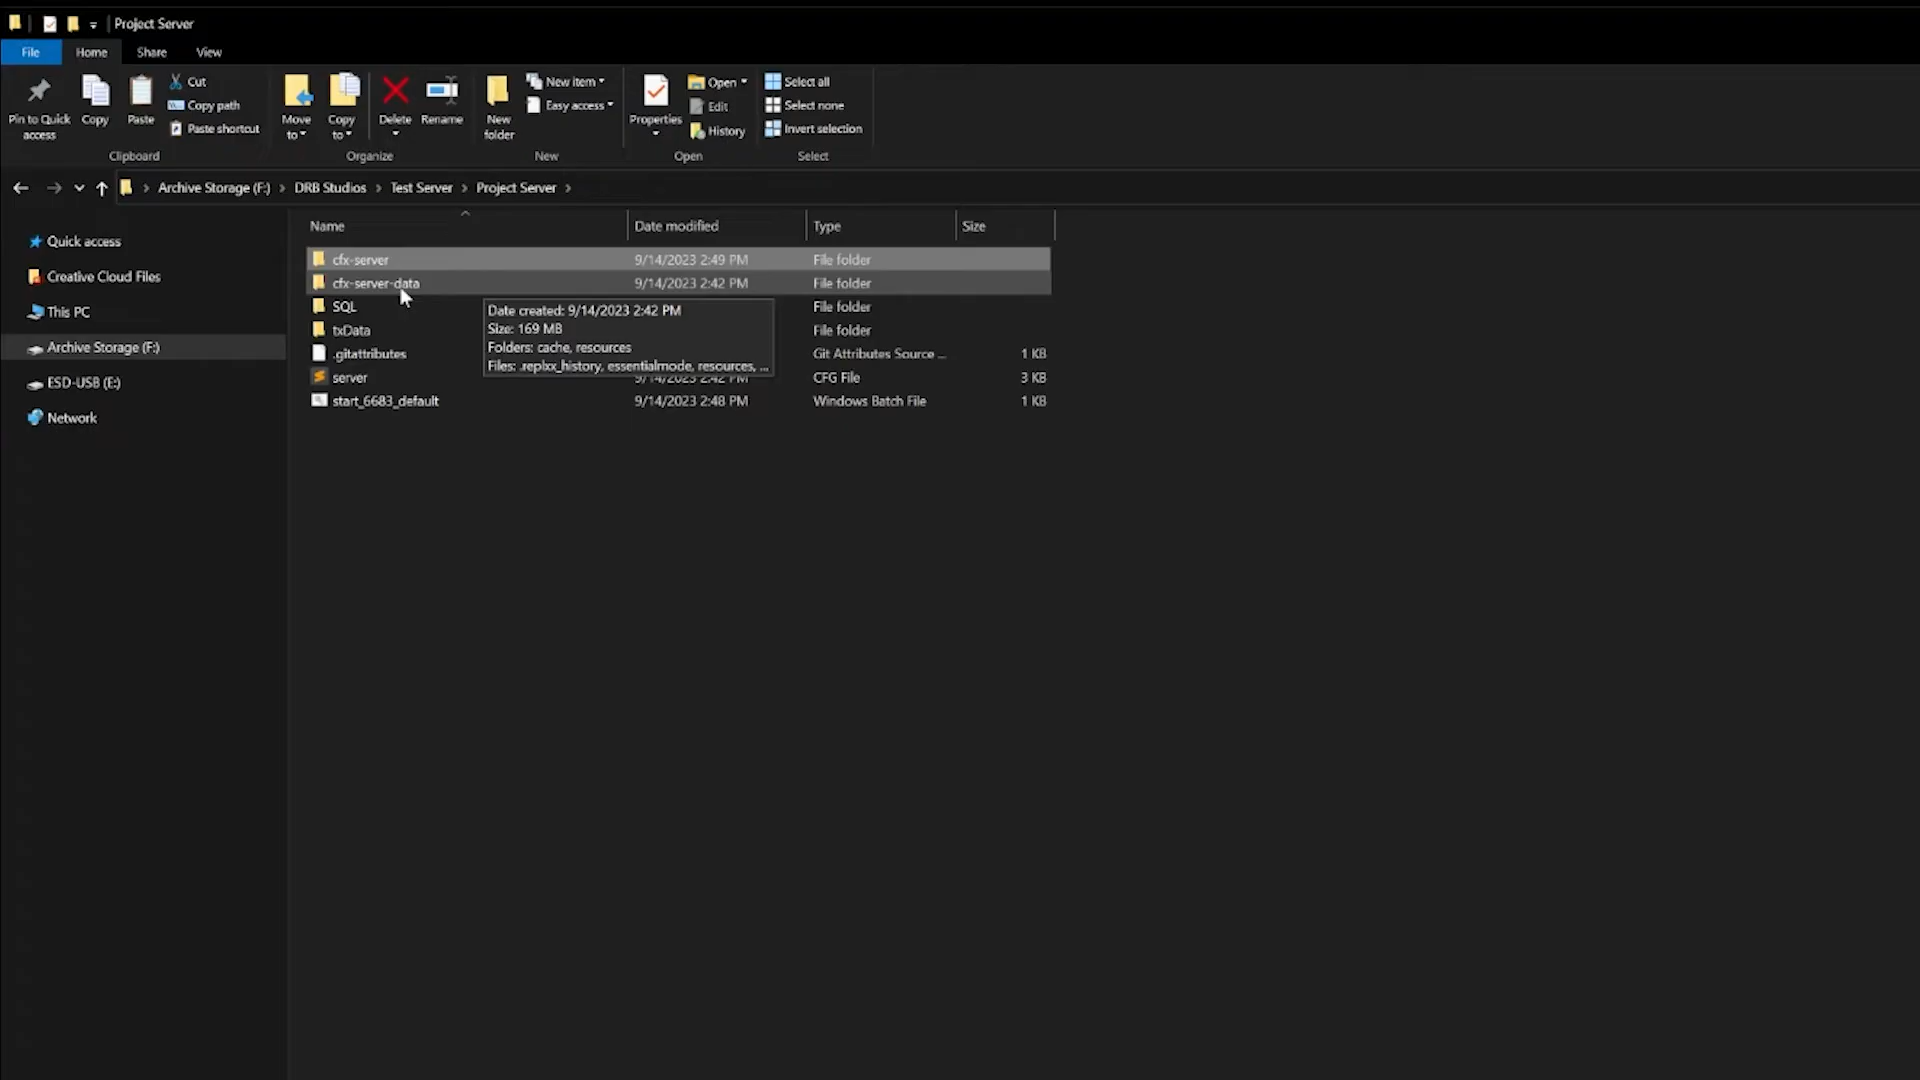 Project Server
File Home Share View
Pin to Quick access
Copy
Paste
Cut
Copy path
Paste shortcut
Clipboard
Move to
Copy to
Delete
Rename
Organize
New folder
New item
Easy access
New
Properties
Open
Edit
History
Open
Select all
Select none
Invert selection
Select
Archive Storage (F:) > DRB Studios > Test Server > Project Server >
Quick access
Creative Cloud Files
This PC
Archive Storage (F:)
ESD-USB (E:)
Network
Name Date modified Type Size
cfx-server 9/14/2023 2:49 PM File folder
cfx-server-data 9/14/2023 2:42 PM File folder
SQL File folder
txData File folder
.gitattributes Git Attributes Source ... 1 KB
server 9/14/2023 2:42 PM CFG File 3 KB
start_6683_default 9/14/2023 2:48 PM Windows Batch File 1 KB
Date created: 9/14/2023 2:42 PM
Size: 169 MB
Folders: cache, resources
Files: .replxx_history, essentialmode, resources, ...